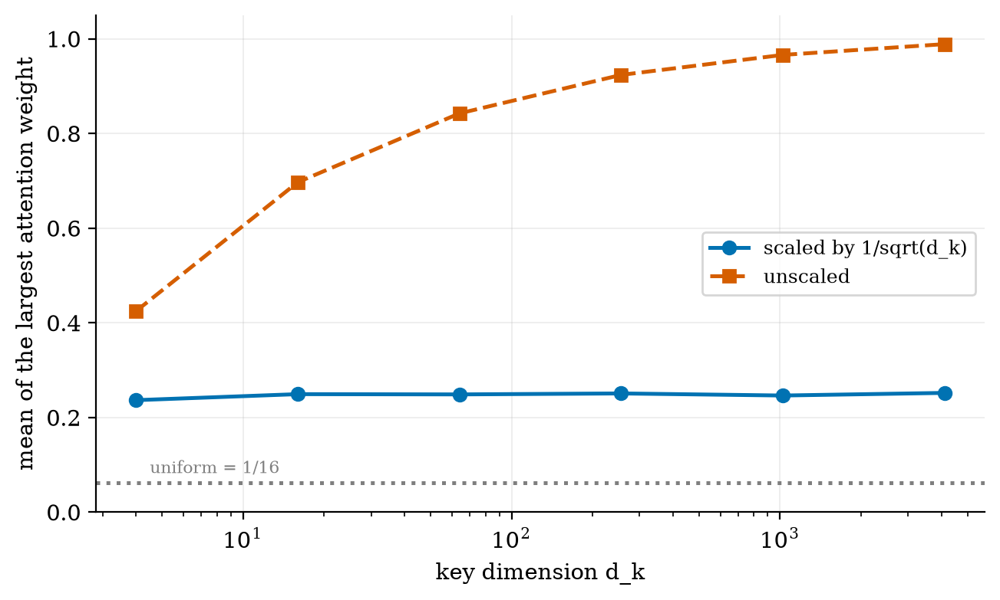 mean of the largest attention weight
1.0
0.8
0.6
0.4
0.2
0.0
scaled by 1/sqrt(d_k)
unscaled
uniform = 1/16
10¹
10²
10³
key dimension d_k